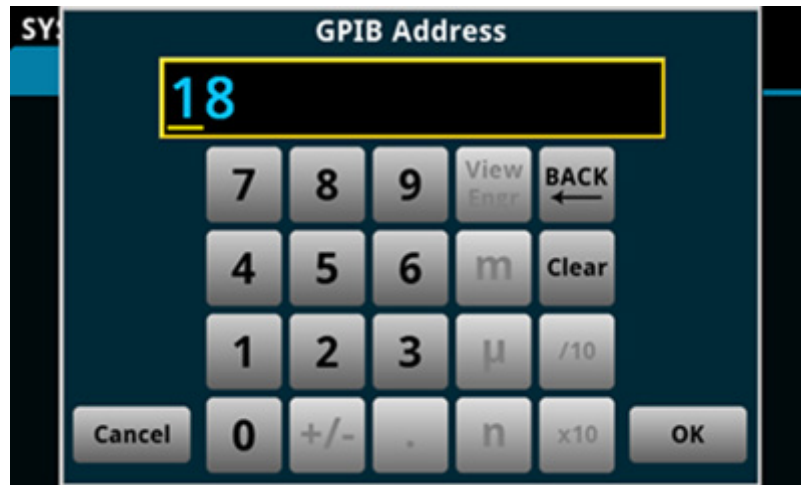 SYS
GPIB Address
18
7 8 9 View Engr BACK
4 5 6 m Clear
1 2 3 µ /10
Cancel 0 +/- . n x10 OK